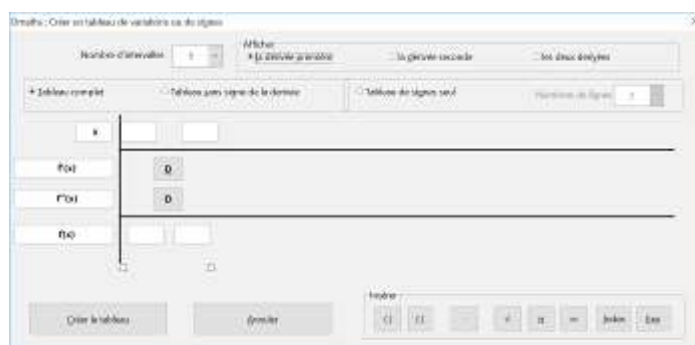 Dmaths : Créer un tableau de variations ou de signes
Nombre d'intervalles 1
Afficher
la dérivée première la dérivée seconde les deux dérivées
Tableau complet Tableau sans signe de la dérivée Tableau de signes seul Nombres de lignes
x
f'(x) 0
f''(x) 0
f(x)
Insérer
Créer le tableau Annuler